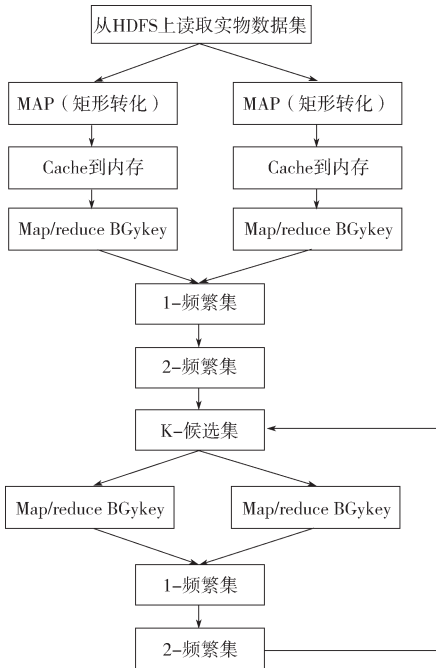 从HDFS上读取实物数据集
MAP（矩形转化）
MAP（矩形转化）
Cache到内存
Cache到内存
Map/reduce BGykey
Map/reduce BGykey
1-频繁集
2-频繁集
K-候选集
Map/reduce BGykey
Map/reduce BGykey
1-频繁集
2-频繁集